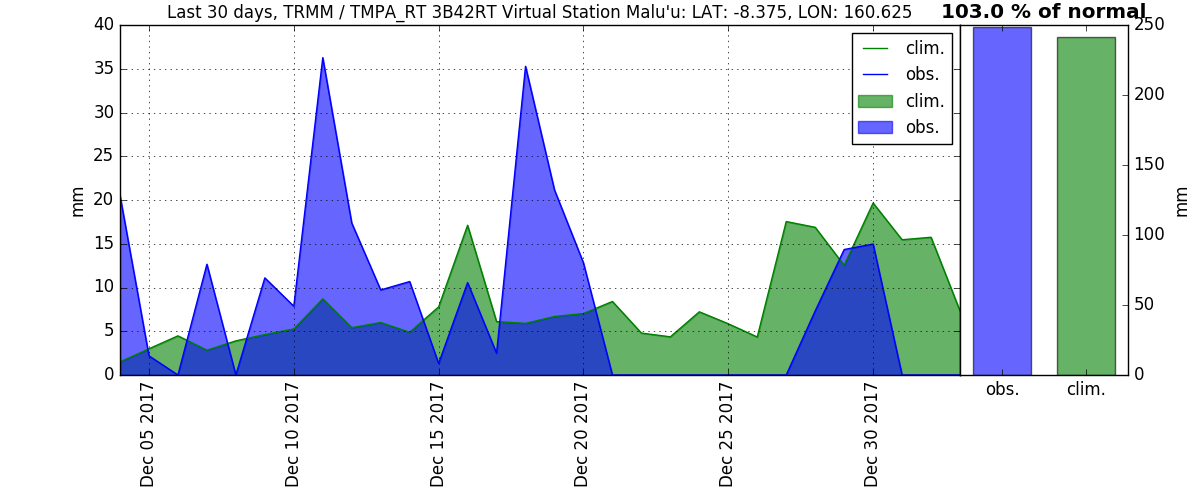 Last 30 days, TRMM / TMPA_RT 3B42RT Virtual Station Malu'u: LAT: -8.375, LON: 160.625
103.0 % of normal
40
35
30
25
20
15
10
5
0
mm
clim.
obs.
clim.
obs.
Dec 05 2017
Dec 10 2017
Dec 15 2017
Dec 20 2017
Dec 25 2017
Dec 30 2017
250
200
150
100
50
0
mm
obs.
clim.